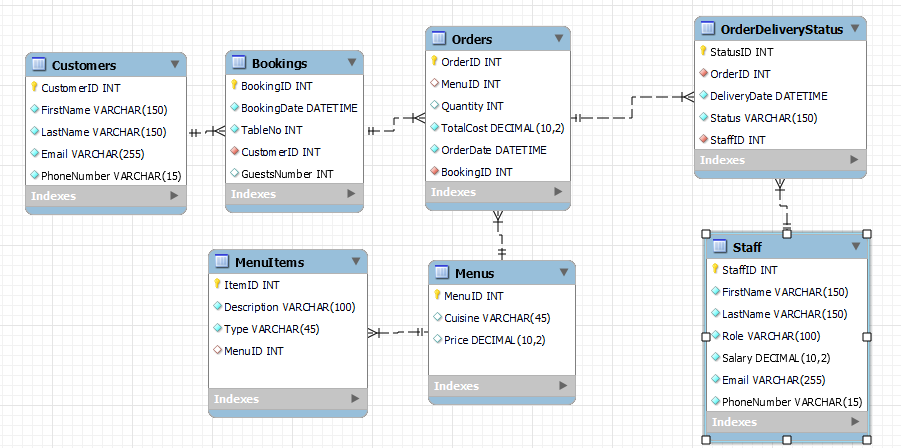 Customers
CustomerID INT
FirstName VARCHAR(150)
LastName VARCHAR(150)
Email VARCHAR(255)
PhoneNumber VARCHAR(15)
Indexes
Bookings
BookingID INT
BookingDate DATETIME
TableNo INT
CustomerID INT
GuestsNumber INT
Indexes
Orders
OrderID INT
MenuID INT
Quantity INT
TotalCost DECIMAL(10,2)
OrderDate DATETIME
BookingID INT
Indexes
OrderDeliveryStatus
StatusID INT
OrderID INT
DeliveryDate DATETIME
Status VARCHAR(150)
StaffID INT
Indexes
MenuItems
ItemID INT
Description VARCHAR(100)
Type VARCHAR(45)
MenuID INT
Indexes
Menus
MenuID INT
Cuisine VARCHAR(45)
Price DECIMAL(10,2)
Indexes
Staff
StaffID INT
FirstName VARCHAR(150)
LastName VARCHAR(150)
Role VARCHAR(100)
Salary DECIMAL(10,2)
Email VARCHAR(255)
PhoneNumber VARCHAR(15)
Indexes